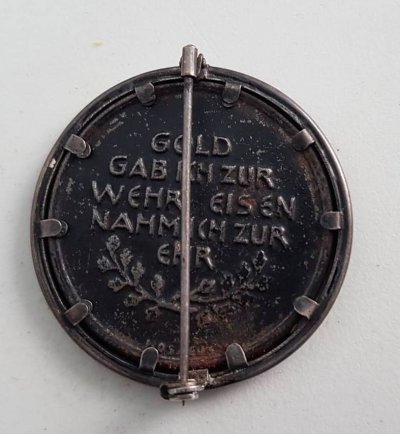 GOLD
GAB ICH ZUR
WEHR EISEN
NAHM ICH ZUR
EHR